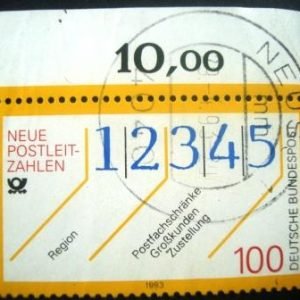 10,00
NEUE
POSTLEIT-
ZAHLEN
12345
Region
Postfachschränke
Großkunden
Zustellung
100
DEUTSCHE BUNDESPOST
1993